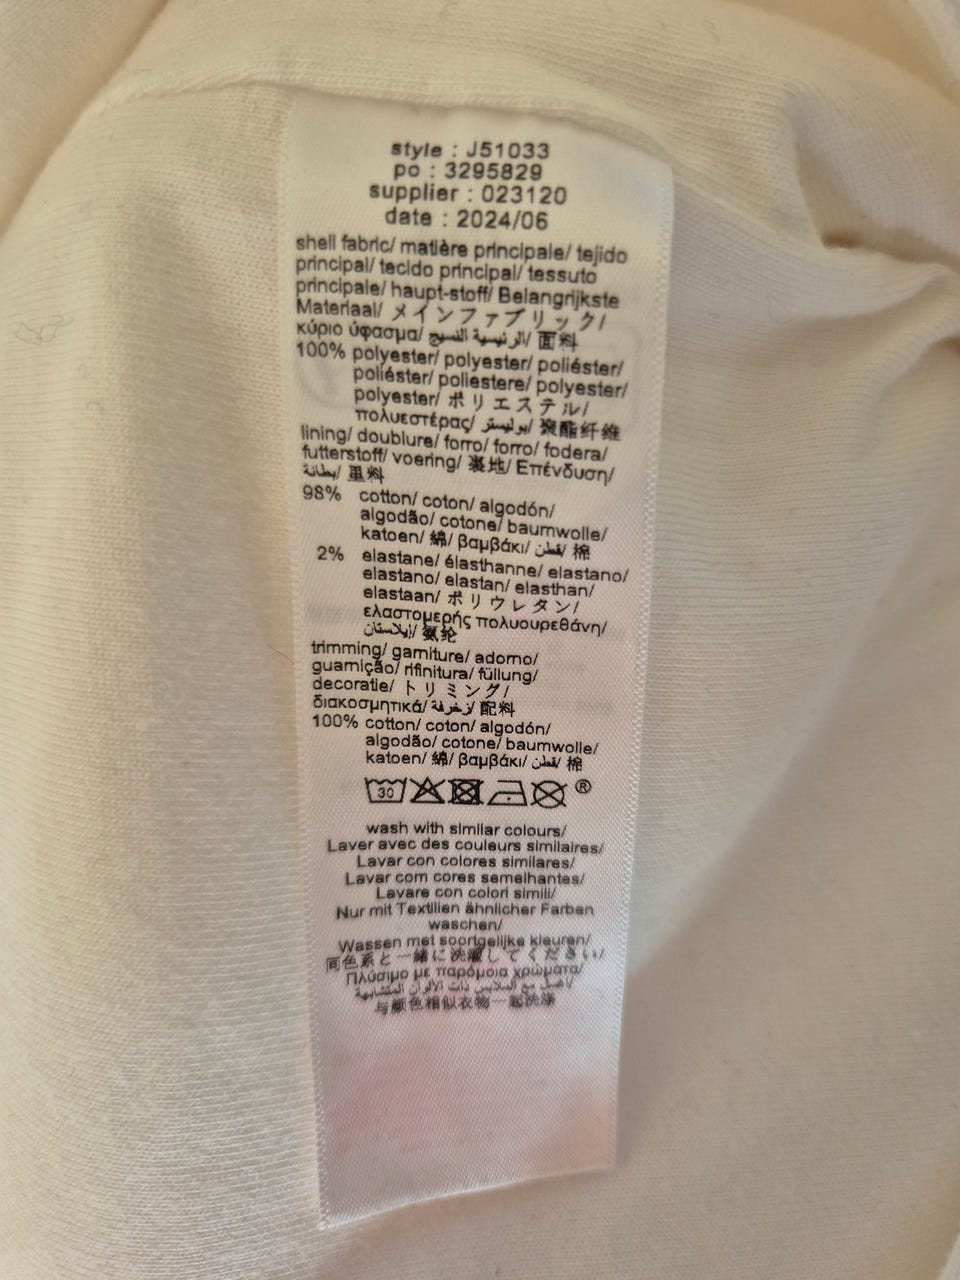 style : J51033
po : 3295829
supplier : 023120
date : 2024/06
shell fabric/ matière principale/ tejido
principal/ tecido principal/ tessuto
principale/ haupt-stoff/ Belangrijkste
Materiaal/ メインファブリック/
κύριο ύφασμα/ الرئيسية النسيج/ 面料
100% polyester/ polyester/ poliéster/
poliéster/ poliestere/ polyester/
polyester/ ポリエステル/
πολυεστέρας/ بوليستر/ 聚酯纤维
lining/ doublure/ forro/ forro/ fodera/
futterstoff/ voering/ 裏地/ Επένδυση/
بطانة/ 里料
98% cotton/ coton/ algodón/
algodão/ cotone/ baumwolle/
katoen/ 綿/ βαμβάκι/ قطن/ 棉
2% elastane/ élasthanne/ elastano/
elastano/ elastan/ elasthan/
elastaan/ ポリウレタン/
ελαστομερής πολυουρεθάνη/
إيلاستان/ 氨纶
trimming/ garniture/ adorno/
guarnição/ rifinitura/ füllung/
decoratie/ トリミング/
διακοσμητικά/ زخرفة/ 配料
100% cotton/ coton/ algodón/
algodão/ cotone/ baumwolle/
katoen/ 綿/ βαμβάκι/ قطن/ 棉
30 ®
wash with similar colours/
Laver avec des couleurs similaires/
Lavar con colores similares/
Lavar com cores semelhantes/
Lavare con colori simili/
Nur mit Textilien ähnlicher Farben
waschen/
Wassen met soortgelijke kleuren/
同色系と一緒に洗濯してください/
Πλύσιμο με παρόμοια χρώματα/
اغسل مع الملابس ذات الألوان المتشابهة/
与颜色相似衣物一起洗涤